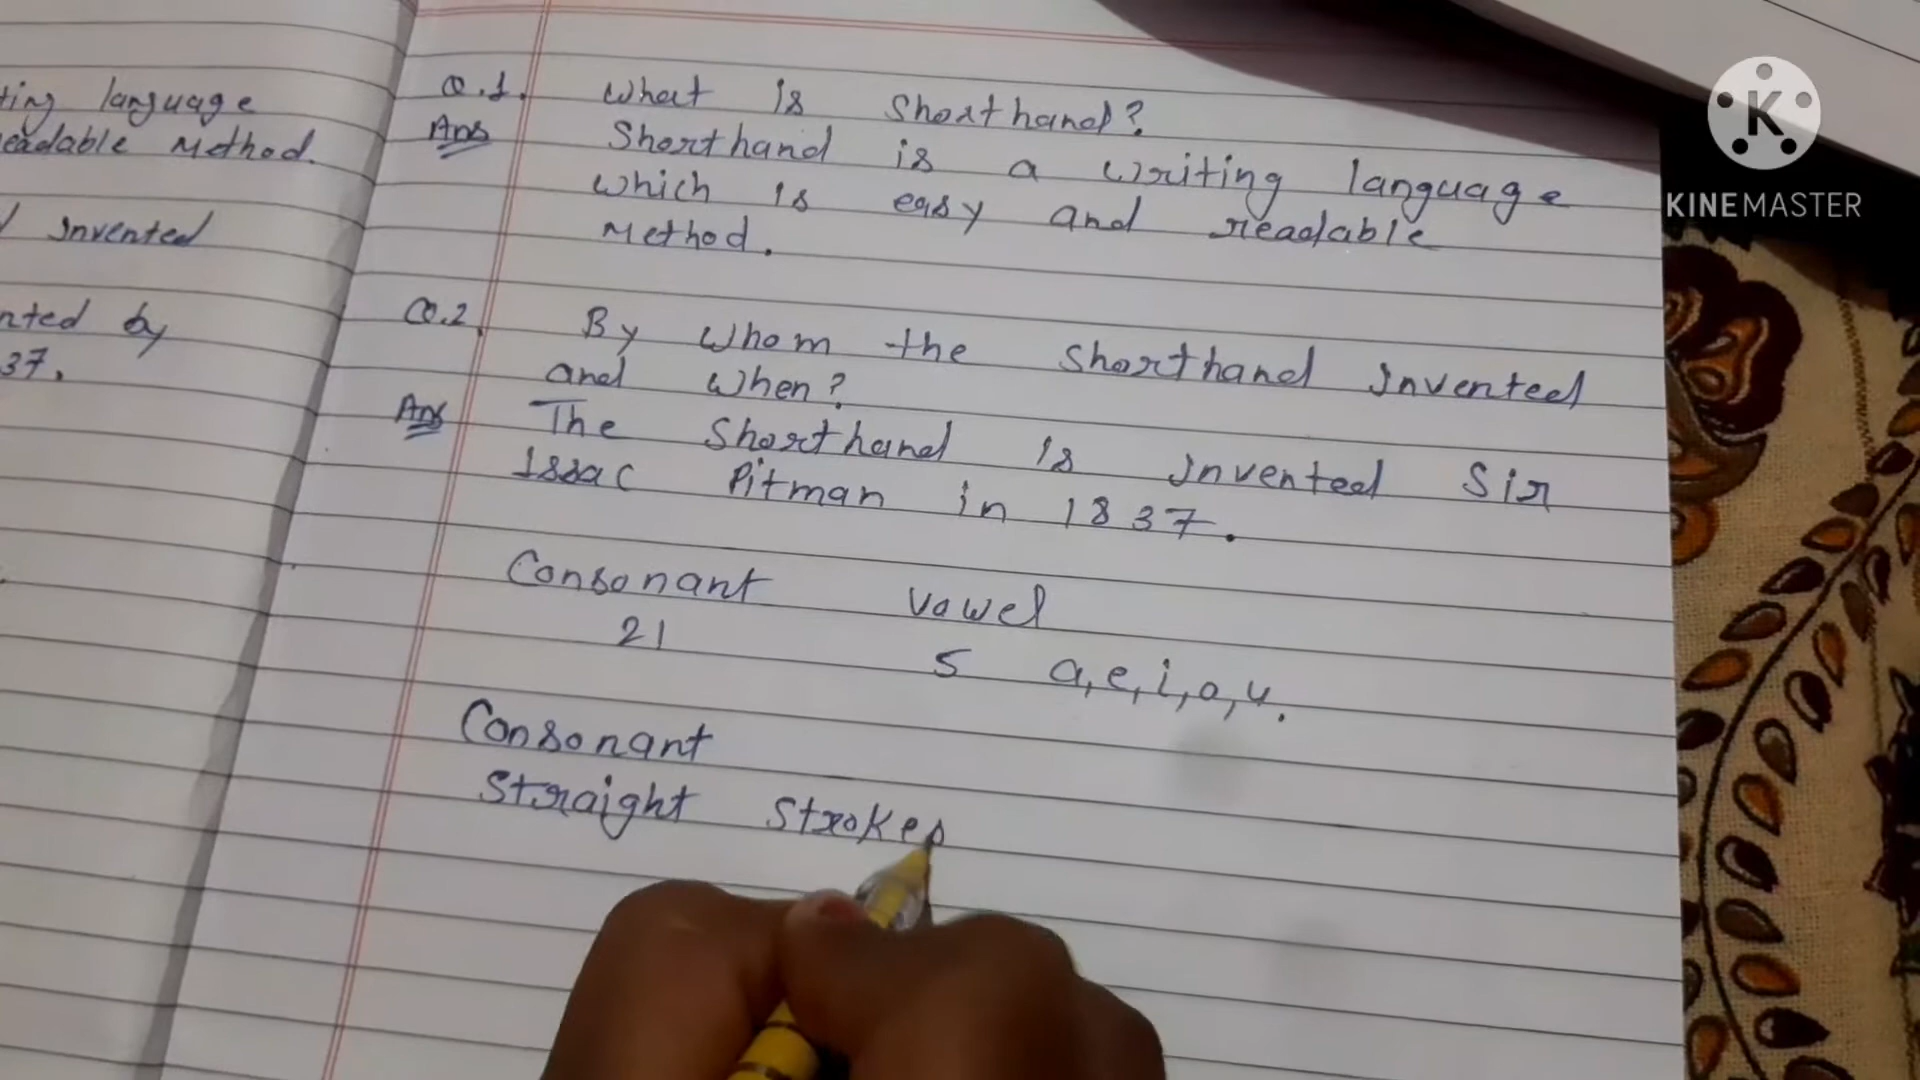 ting language
eadable Method.
Invented
nted by
37.
Q.1. What is Shorthand?
Ans Shorthand is a writing language
which is easy and readable
Method.
Q.2. By whom the Shorthand Invented
and when?
Ans The Shorthand is Invented Sir
Issac Pitman in 1837.
Consonant Vowel
21 5 a, e, i, o, u.
Consonant
Straight Strokes
K
KINEMASTER